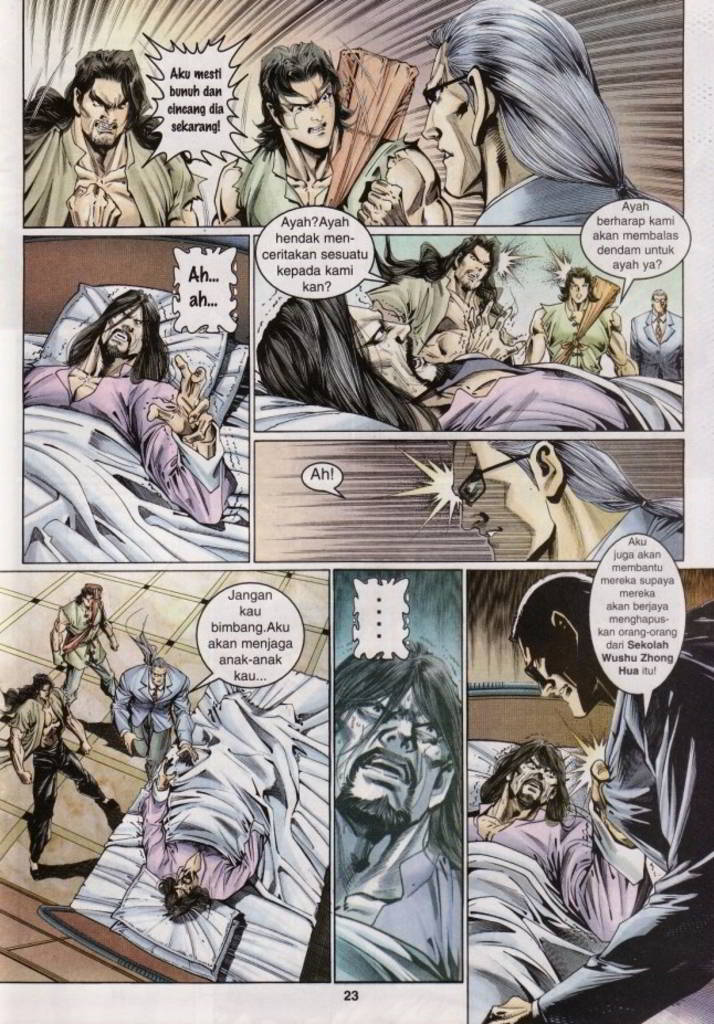 Aku mesti
bunuh dan
cincang dia
sekarang!
Ah...
ah...
Ayah?Ayah
hendak men-
ceritakan sesuatu
kepada kami
kan?
Ayah
berharap kami
akan membalas
dendam untuk
ayah ya?
Ah!
Jangan
kau
bimbang.Aku
akan menjaga
anak-anak
kau...
...
Aku
juga akan
membantu
mereka supaya
mereka
akan berjaya
menghapus-
kan orang-orang
dari Sekolah
Wushu Zhong
Hua itu!
23